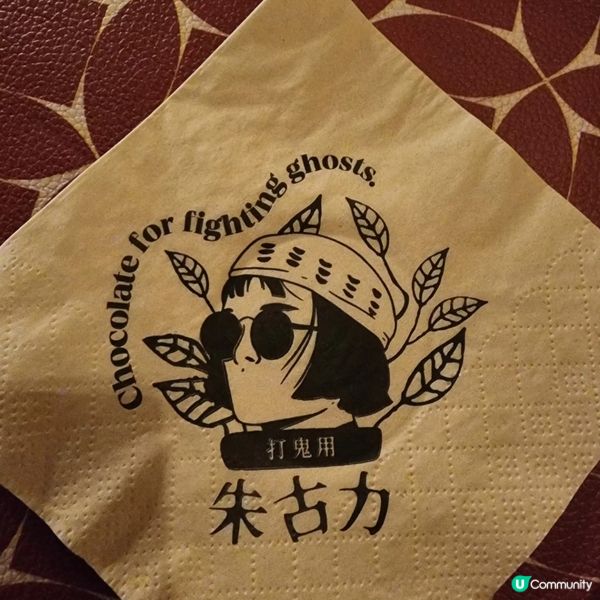 Chocolate for fighting ghosts.
打鬼用
朱古力
U Community